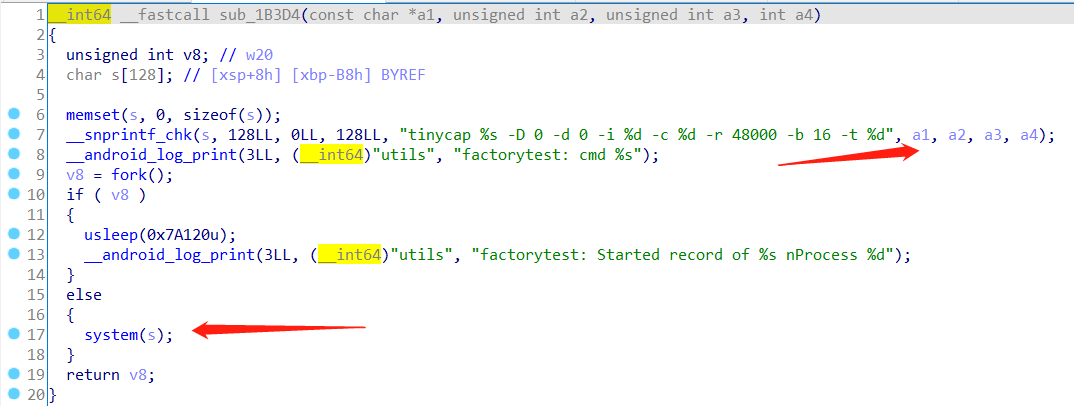 1 __int64 __fastcall sub_1B3D4(const char *a1, unsigned int a2, unsigned int a3, int a4)
2 {
3 unsigned int v8; // w20
4 char s[128]; // [xsp+8h] [xbp-B8h] BYREF
5
6 memset(s, 0, sizeof(s));
7 __snprintf_chk(s, 128LL, 0LL, 128LL, "tinycap %s -D 0 -d 0 -i %d -c %d -r 48000 -b 16 -t %d", a1, a2, a3, a4);
8 __android_log_print(3LL, (__int64)"utils", "factorytest: cmd %s");
9 v8 = fork();
10 if ( v8 )
11 {
12 usleep(0x7A120u);
13 __android_log_print(3LL, (__int64)"utils", "factorytest: Started record of %s nProcess %d");
14 }
15 else
16 {
17 system(s);
18 }
19 return v8;
20 }